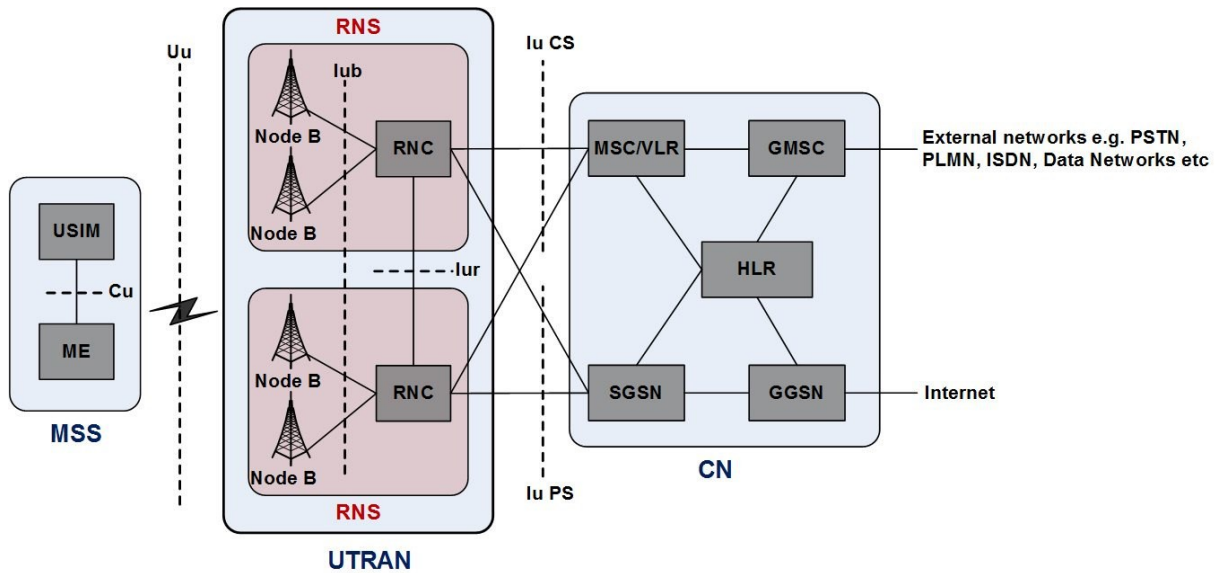 RNS
Uu
Iu CS
Iub
Node B
RNC
MSC/VLR
GMSC
External networks e.g. PSTN,
PLMN, ISDN, Data Networks etc
Node B
USIM
HLR
Iur
Cu
ME
Node B
RNC
SGSN
GGSN
Internet
MSS
Node B
CN
Iu PS
RNS
UTRAN